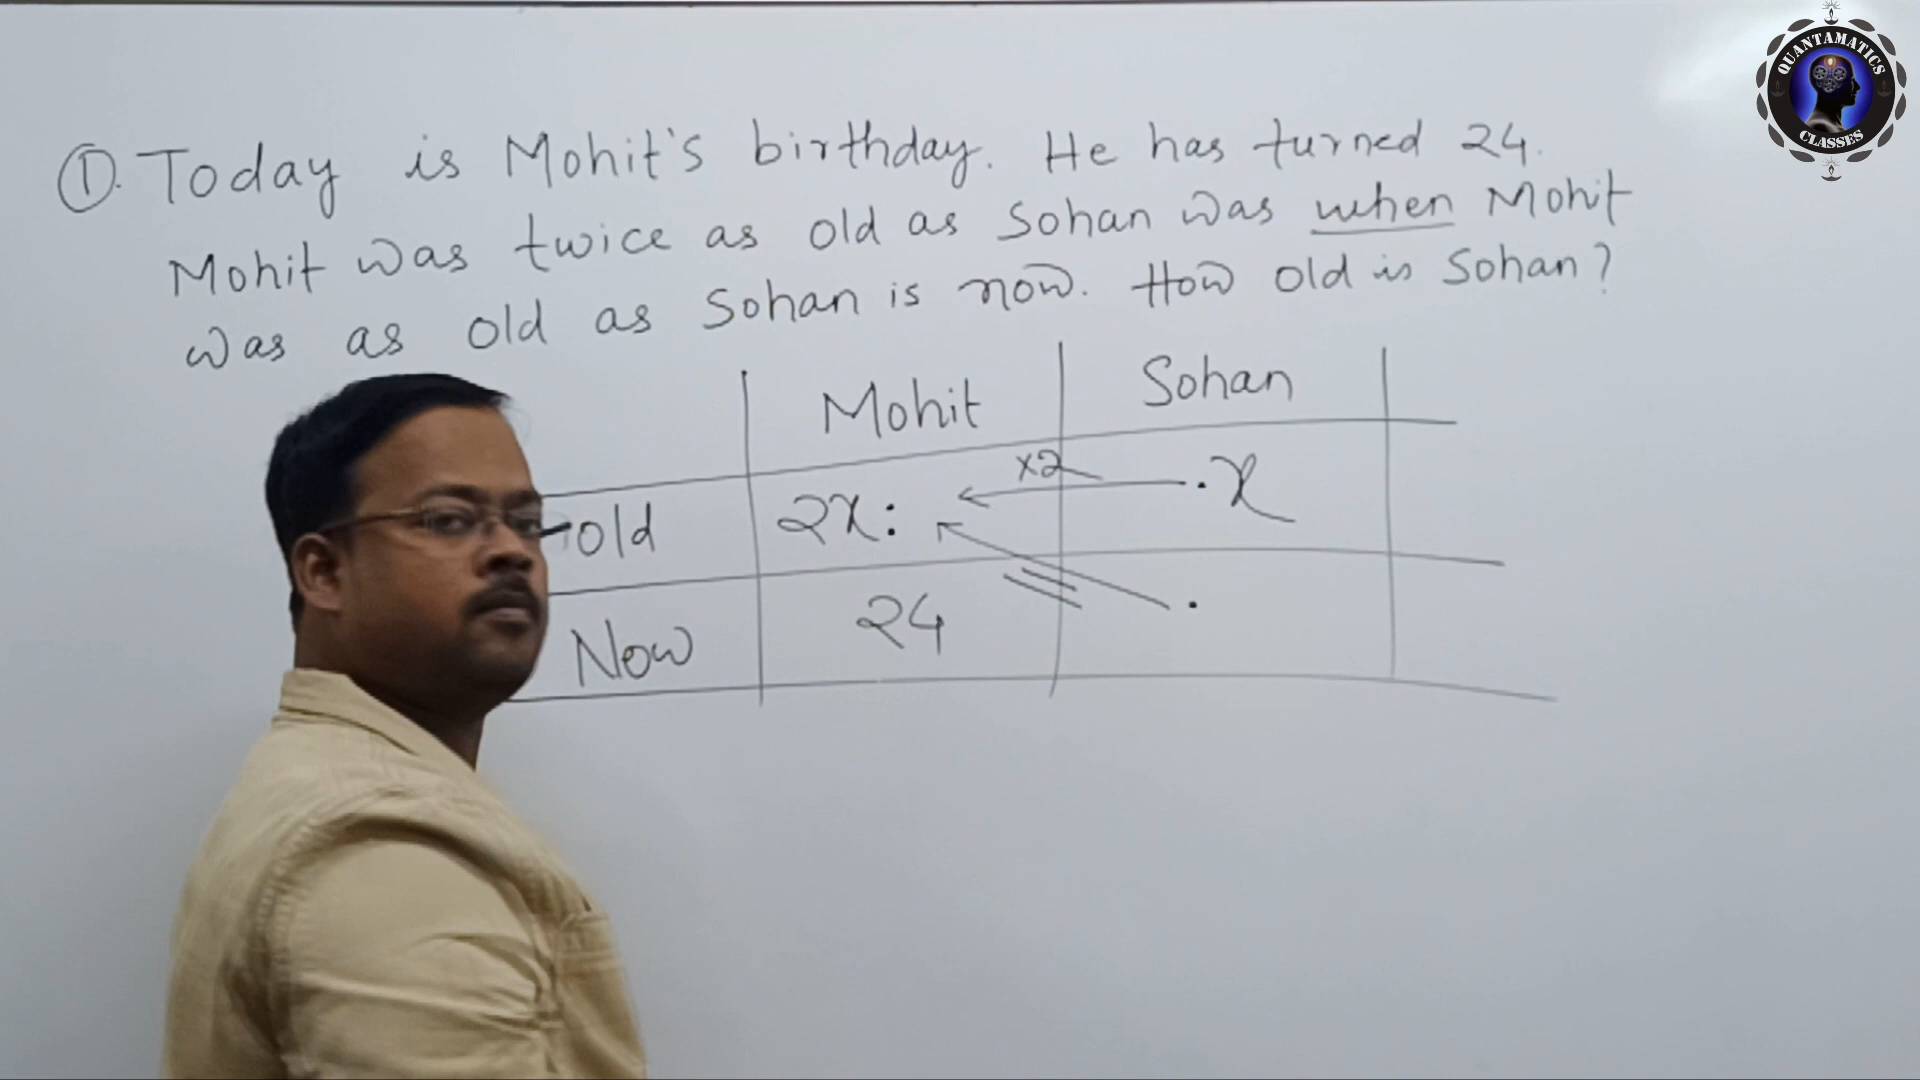 ① Today is Mohit's birthday. He has turned 24.
Mohit was twice as old as Sohan was when Mohit
was as old as Sohan is now. How old is Sohan?
Mohit Sohan
Old 2x: x2 x
Now 24
QUANTAMATICS
CLASSES